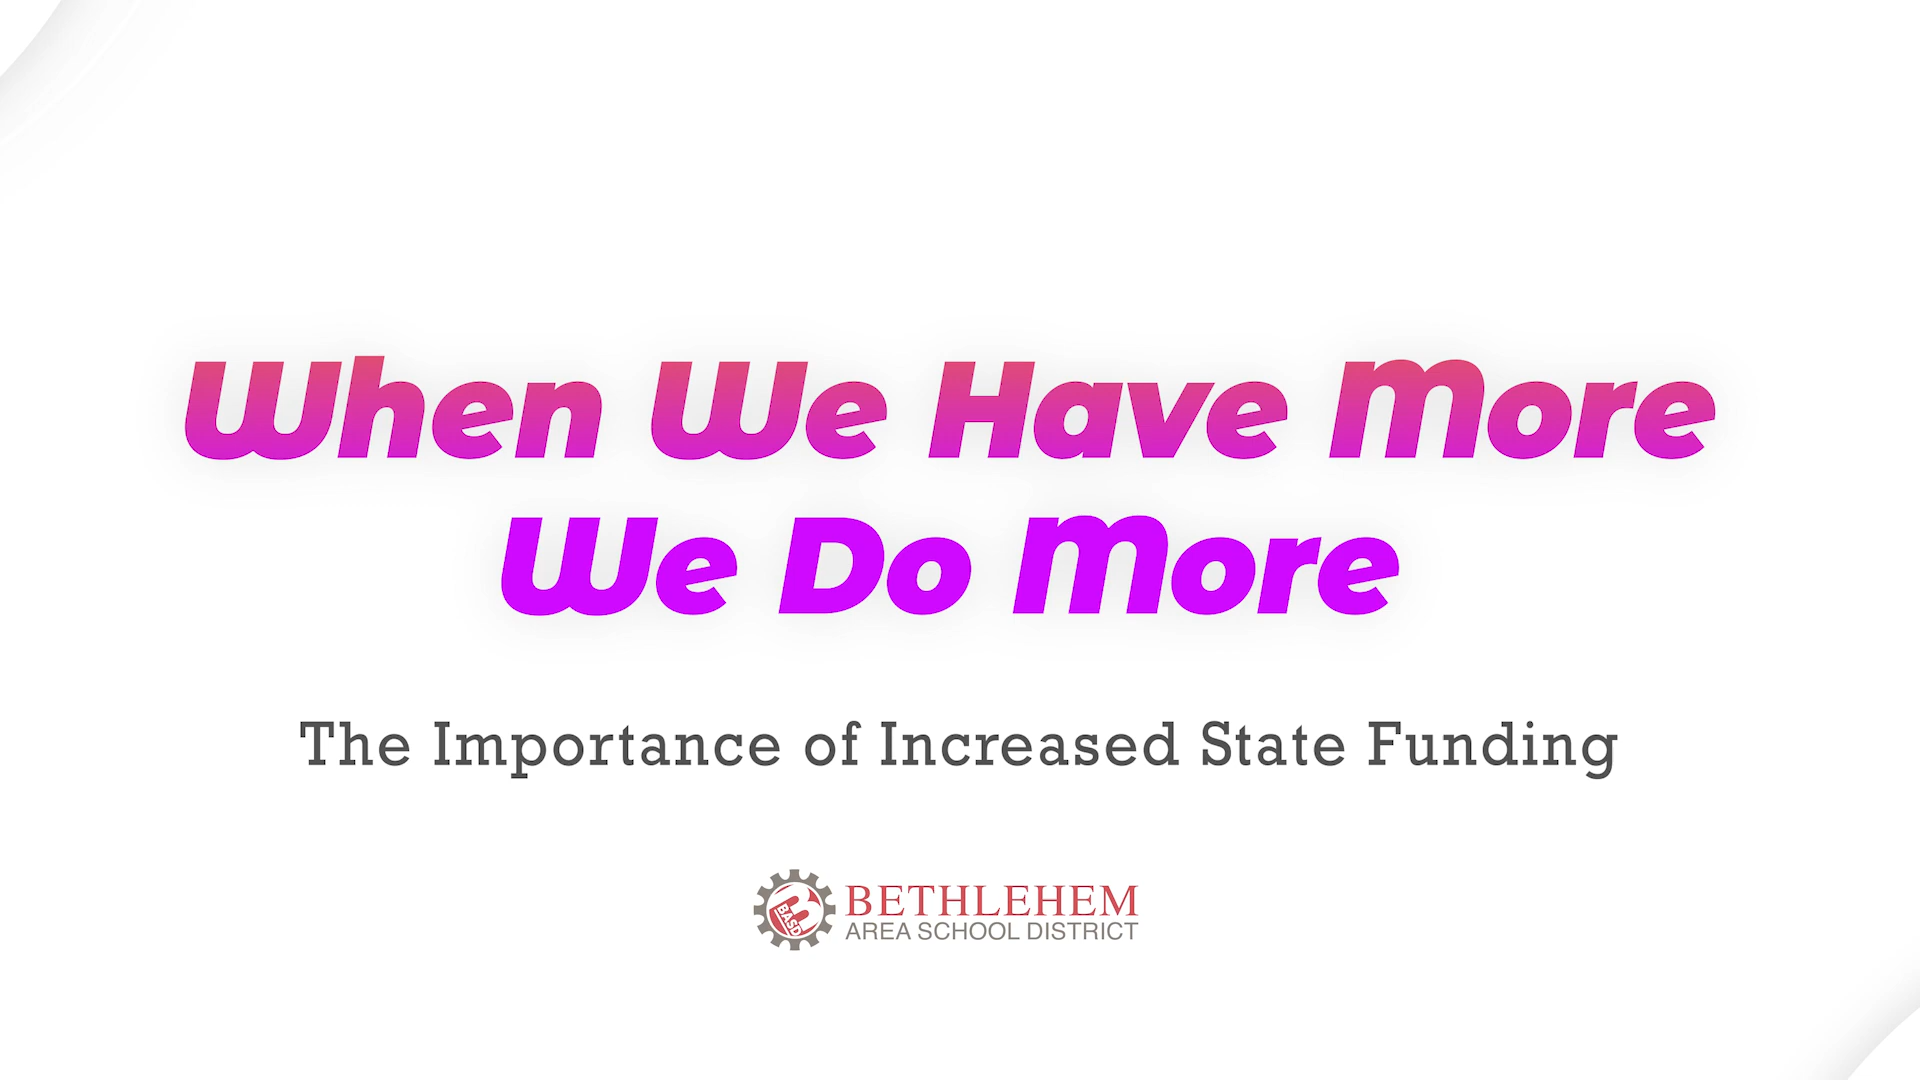 When We Have More
We Do More
The Importance of Increased State Funding
BASD
BETHLEHEM
AREA SCHOOL DISTRICT